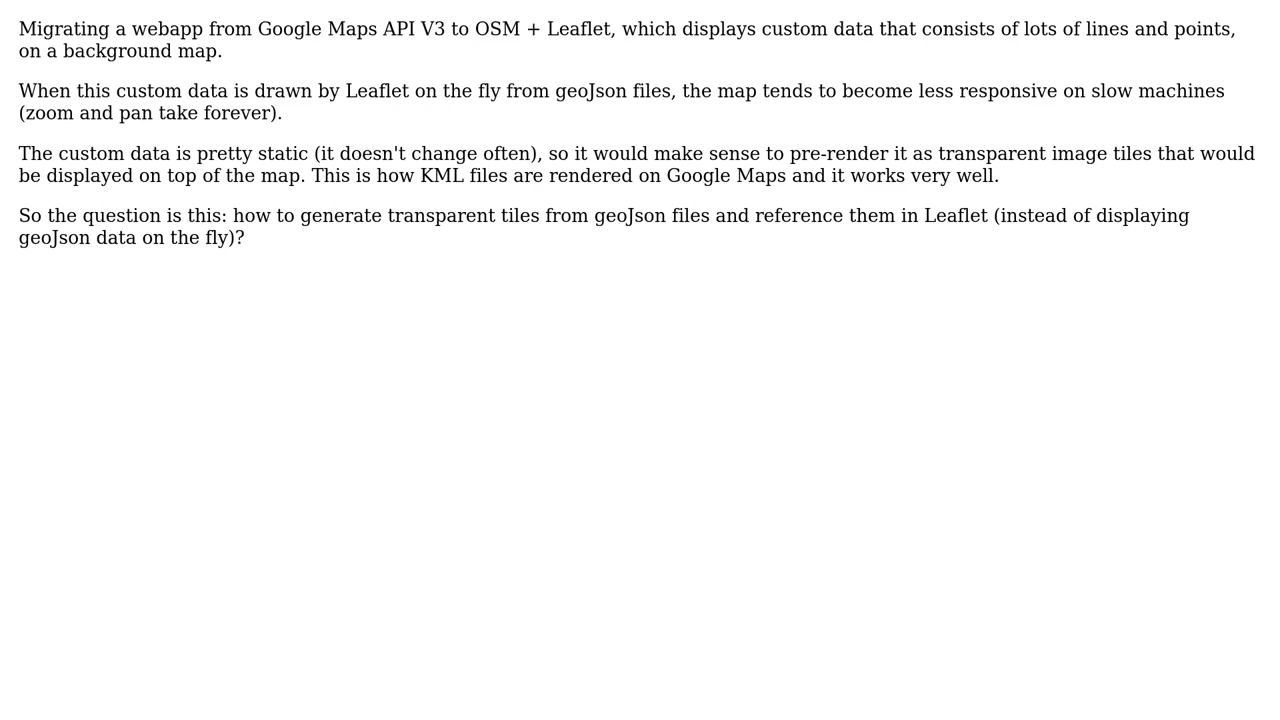 Migrating a webapp from Google Maps API V3 to OSM + Leaflet, which displays custom data that consists of lots of lines and points,
on a background map.
When this custom data is drawn by Leaflet on the fly from geoJson files, the map tends to become less responsive on slow machines
(zoom and pan take forever).
The custom data is pretty static (it doesn't change often), so it would make sense to pre-render it as transparent image tiles that would
be displayed on top of the map. This is how KML files are rendered on Google Maps and it works very well.
So the question is this: how to generate transparent tiles from geoJson files and reference them in Leaflet (instead of displaying
geoJson data on the fly)?